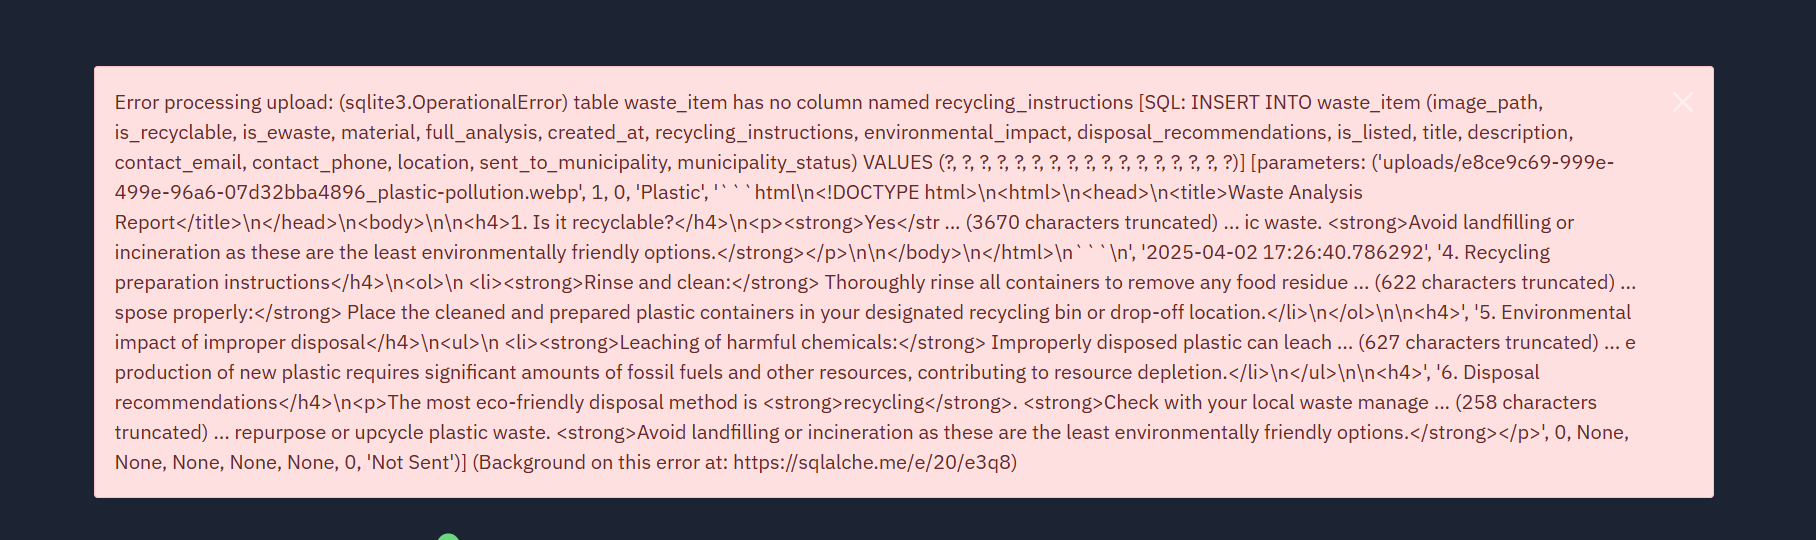 Error processing upload: (sqlite3.OperationalError) table waste_item has no column named recycling_instructions [SQL: INSERT INTO waste_item (image_path,
is_recyclable, is_ewaste, material, full_analysis, created_at, recycling_instructions, environmental_impact, disposal_recommendations, is_listed, title, description,
contact_email, contact_phone, location, sent_to_municipality, municipality_status) VALUES (?, ?, ?, ?, ?, ?, ?, ?, ?, ?, ?, ?, ?, ?, ?, ?, ?)] [parameters: ('uploads/e8ce9c69-999e-
499e-96a6-07d32bba4896_plastic-pollution.webp', 1, 0, 'Plastic', '```html\n<!DOCTYPE html>\n<html>\n<head>\n<title>Waste Analysis
Report</title>\n</head>\n<body>\n\n<h4>1. Is it recyclable?</h4>\n<p><strong>Yes</str ... (3670 characters truncated) ... ic waste. <strong>Avoid landfilling or
incineration as these are the least environmentally friendly options.</strong></p>\n\n</body>\n</html>\n```\n', '2025-04-02 17:26:40.786292', '4. Recycling
preparation instructions</h4>\n<ol>\n <li><strong>Rinse and clean:</strong> Thoroughly rinse all containers to remove any food residue ... (622 characters truncated) ...
spose properly:</strong> Place the cleaned and prepared plastic containers in your designated recycling bin or drop-off location.</li>\n</ol>\n\n<h4>', '5. Environmental
impact of improper disposal</h4>\n<ul>\n <li><strong>Leaching of harmful chemicals:</strong> Improperly disposed plastic can leach ... (627 characters truncated) ... e
production of new plastic requires significant amounts of fossil fuels and other resources, contributing to resource depletion.</li>\n</ul>\n\n<h4>', '6. Disposal
recommendations</h4>\n<p>The most eco-friendly disposal method is <strong>recycling</strong>. <strong>Check with your local waste manage ... (258 characters
truncated) ... repurpose or upcycle plastic waste. <strong>Avoid landfilling or incineration as these are the least environmentally friendly options.</strong></p>', 0, None,
None, None, None, None, 0, 'Not Sent')] (Background on this error at: https://sqlalche.me/e/20/e3q8)